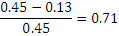 (0.45 − 0.13) / 0.45 = 0.71